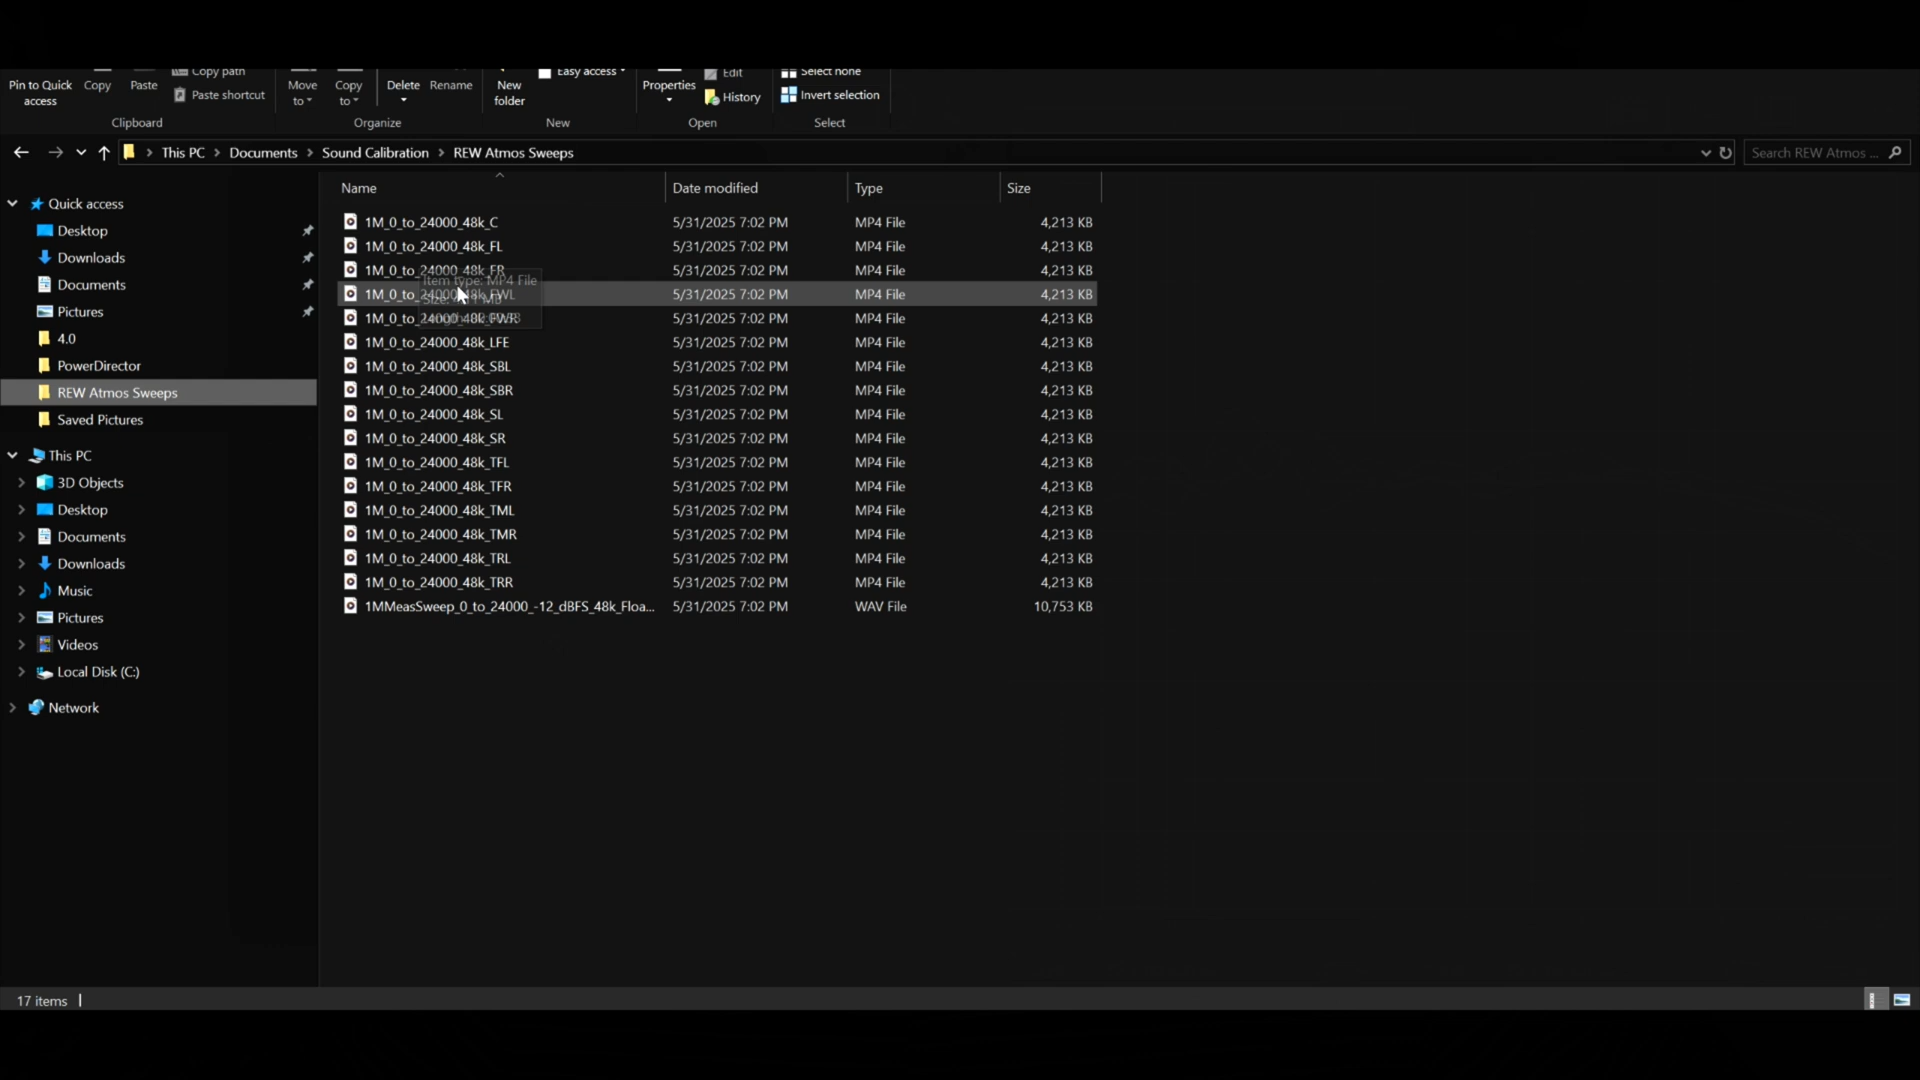 Copy path
Easy access
Edit
Select none
Pin to Quick access
Copy
Paste
Paste shortcut
Move to
Copy to
Delete
Rename
New folder
Properties
History
Invert selection
Clipboard
Organize
New
Open
Select
This PC > Documents > Sound Calibration > REW Atmos Sweeps
Search REW Atmos ...
Name Date modified Type Size
Quick access
Desktop
Downloads
Documents
Pictures
4.0
PowerDirector
REW Atmos Sweeps
Saved Pictures
This PC
3D Objects
Desktop
Documents
Downloads
Music
Pictures
Videos
Local Disk (C:)
Network
1M_0_to_24000_48k_C 5/31/2025 7:02 PM MP4 File 4,213 KB
1M_0_to_24000_48k_FL 5/31/2025 7:02 PM MP4 File 4,213 KB
1M_0_to_24000_48k_FR 5/31/2025 7:02 PM MP4 File 4,213 KB
Item type: MP4 File
1M_0_to_24000_48k_FWL 5/31/2025 7:02 PM MP4 File 4,213 KB
1M_0_to_24000_48k_FWR 5/31/2025 7:02 PM MP4 File 4,213 KB
1M_0_to_24000_48k_LFE 5/31/2025 7:02 PM MP4 File 4,213 KB
1M_0_to_24000_48k_SBL 5/31/2025 7:02 PM MP4 File 4,213 KB
1M_0_to_24000_48k_SBR 5/31/2025 7:02 PM MP4 File 4,213 KB
1M_0_to_24000_48k_SL 5/31/2025 7:02 PM MP4 File 4,213 KB
1M_0_to_24000_48k_SR 5/31/2025 7:02 PM MP4 File 4,213 KB
1M_0_to_24000_48k_TFL 5/31/2025 7:02 PM MP4 File 4,213 KB
1M_0_to_24000_48k_TFR 5/31/2025 7:02 PM MP4 File 4,213 KB
1M_0_to_24000_48k_TML 5/31/2025 7:02 PM MP4 File 4,213 KB
1M_0_to_24000_48k_TMR 5/31/2025 7:02 PM MP4 File 4,213 KB
1M_0_to_24000_48k_TRL 5/31/2025 7:02 PM MP4 File 4,213 KB
1M_0_to_24000_48k_TRR 5/31/2025 7:02 PM MP4 File 4,213 KB
1MMeasSweep_0_to_24000_-12_dBFS_48k_Floa... 5/31/2025 7:02 PM WAV File 10,753 KB
17 items